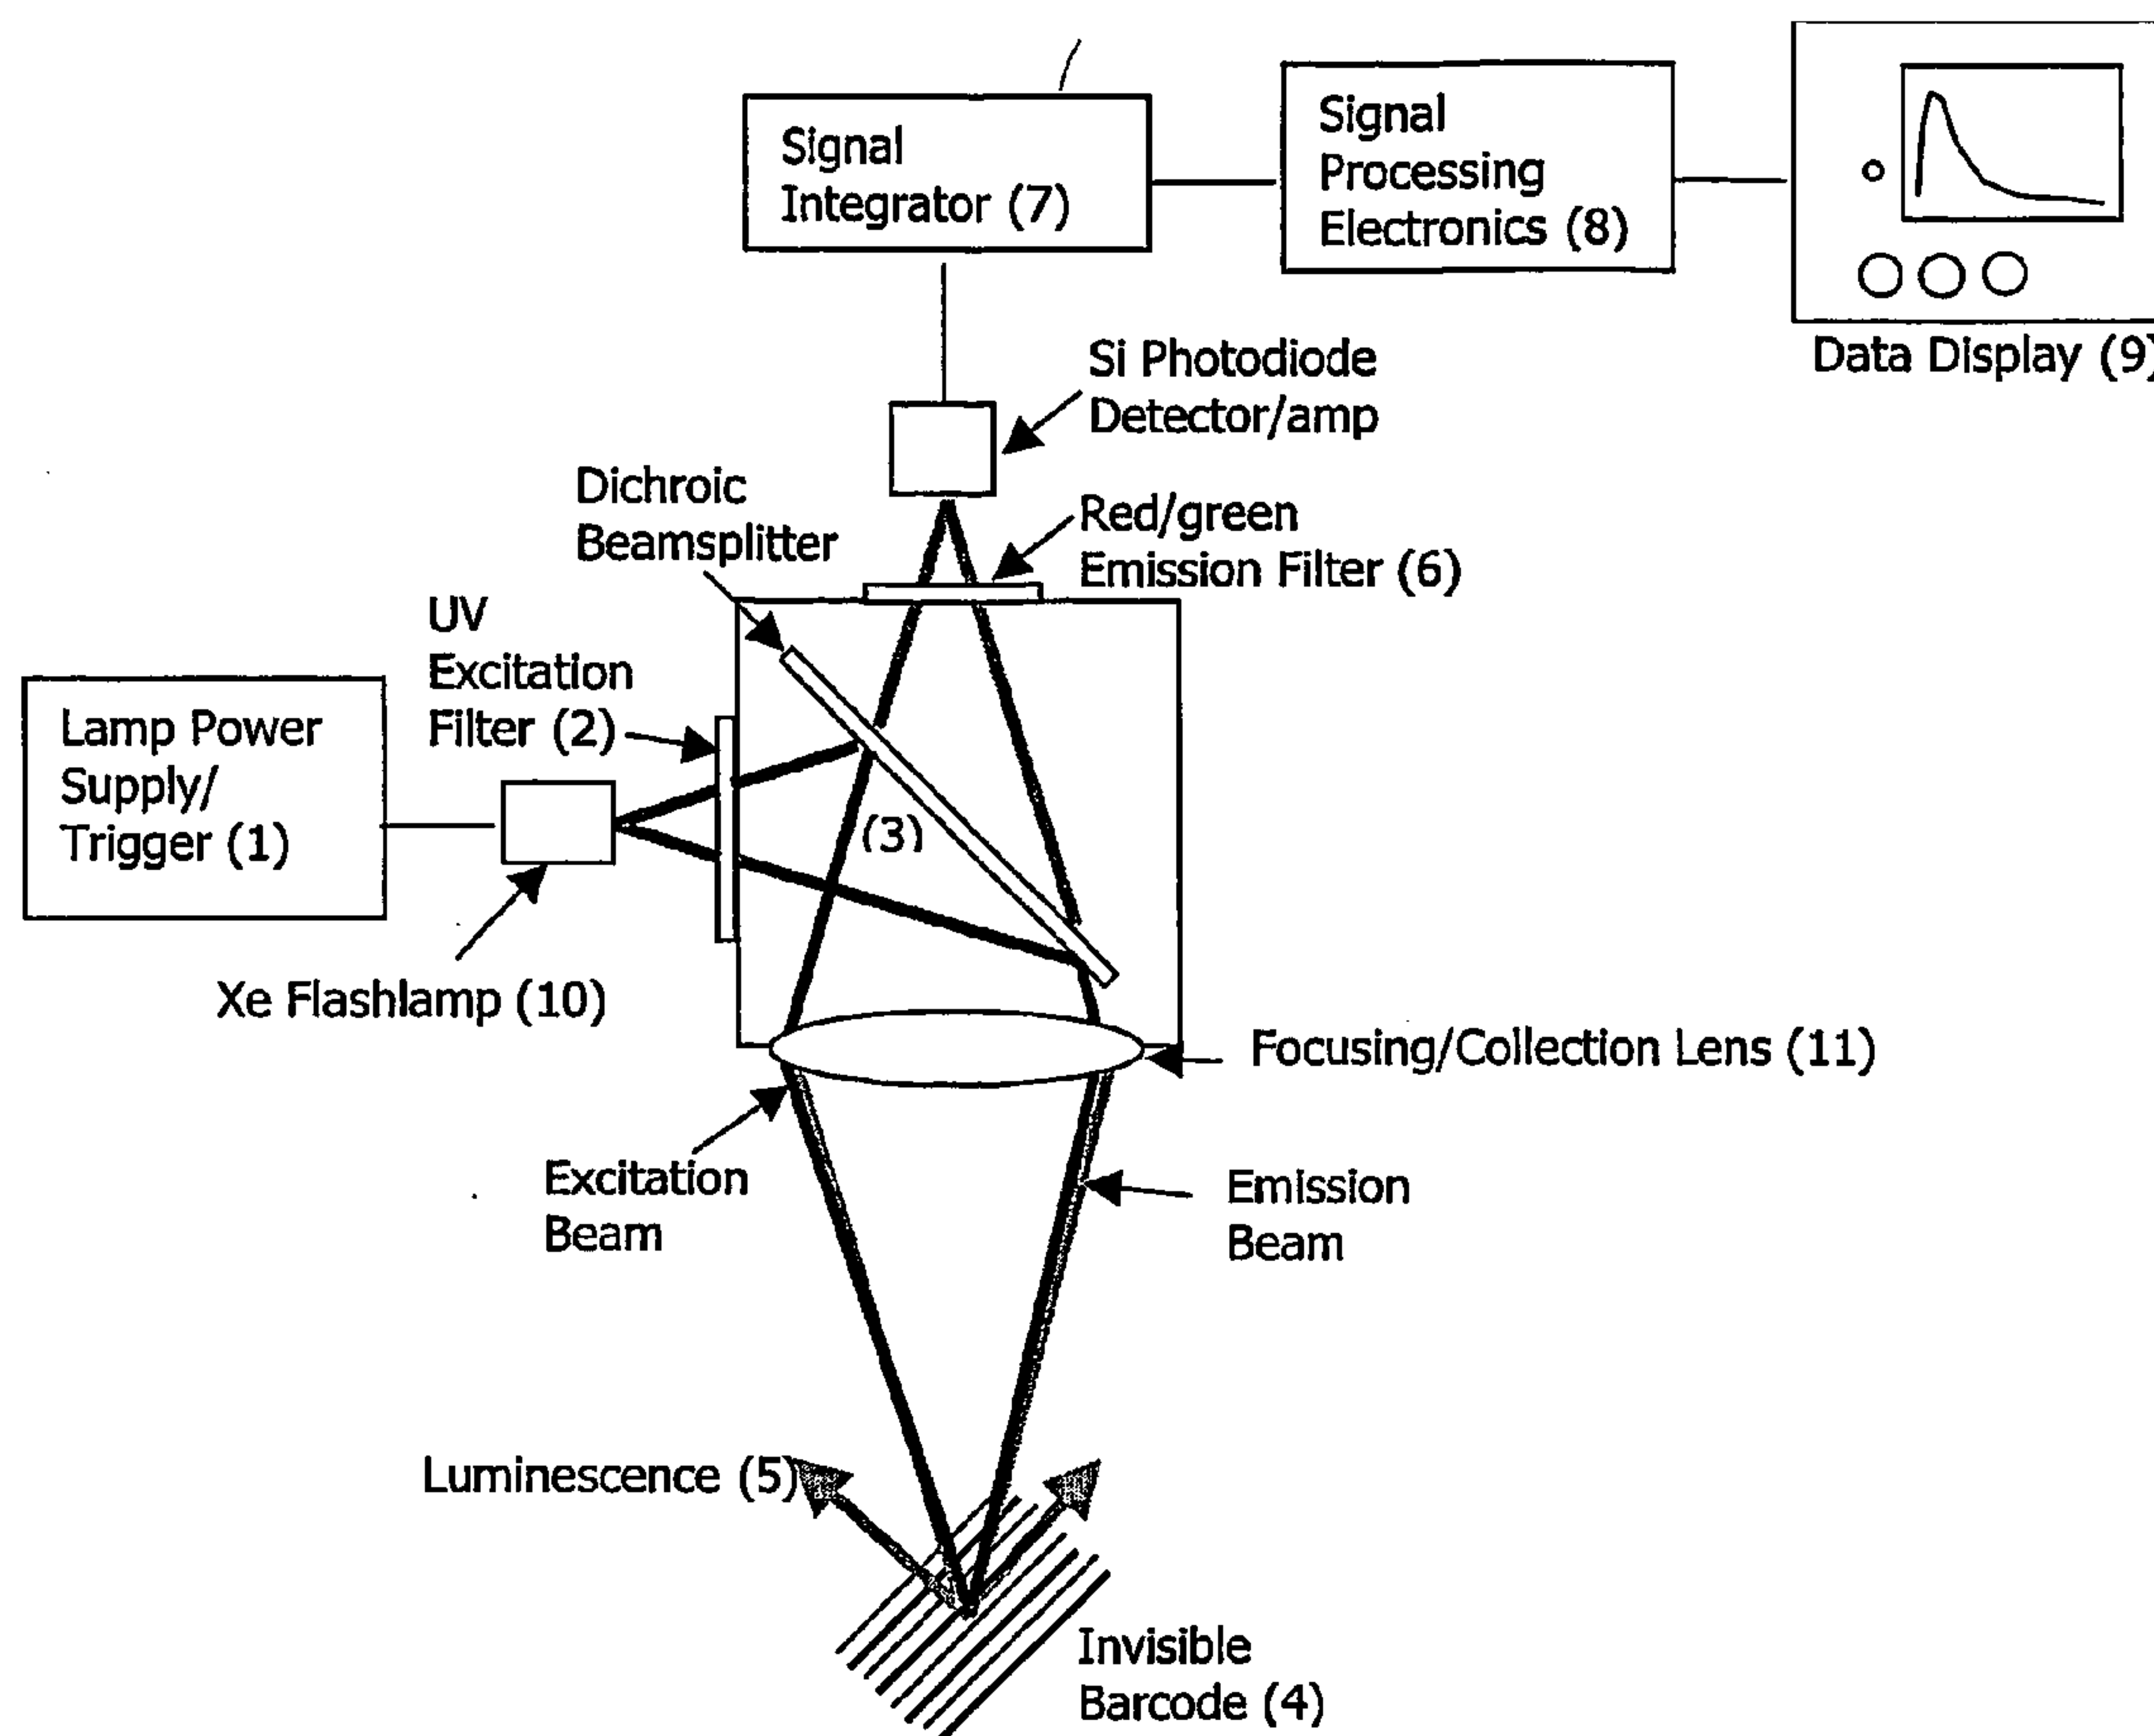 Signal
Integrator (7)
Signal
Processing
Electronics (8)
Data Display (9)
Si Photodiode
Detector/amp
Dichroic
Beamsplitter
Red/green
Emission Filter (6)
UV
Excitation
Filter (2)
Lamp Power
Supply/
Trigger (1)
(3)
Xe Flashlamp (10)
Focusing/Collection Lens (11)
Excitation
Beam
Emission
Beam
Luminescence (5)
Invisible
Barcode (4)